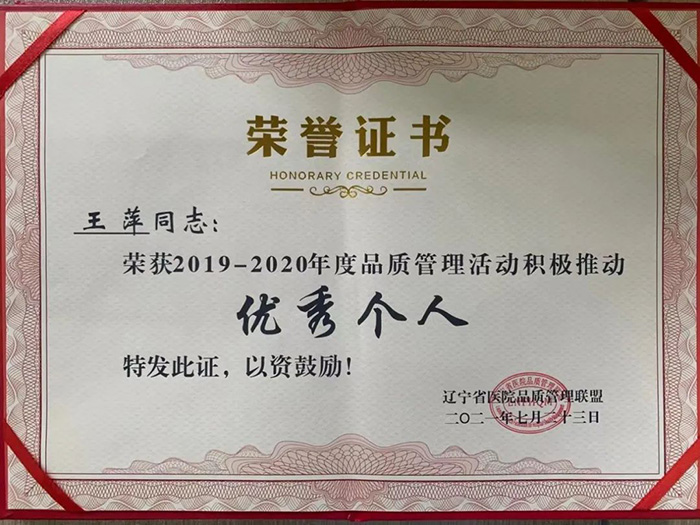 荣誉证书
HONORARY CREDENTIAL
王萍同志：
荣获2019-2020年度品质管理活动积极推动
优秀个人
特发此证，以资鼓励！
辽宁省医院品质管理联盟
二〇二一年七月二十三日